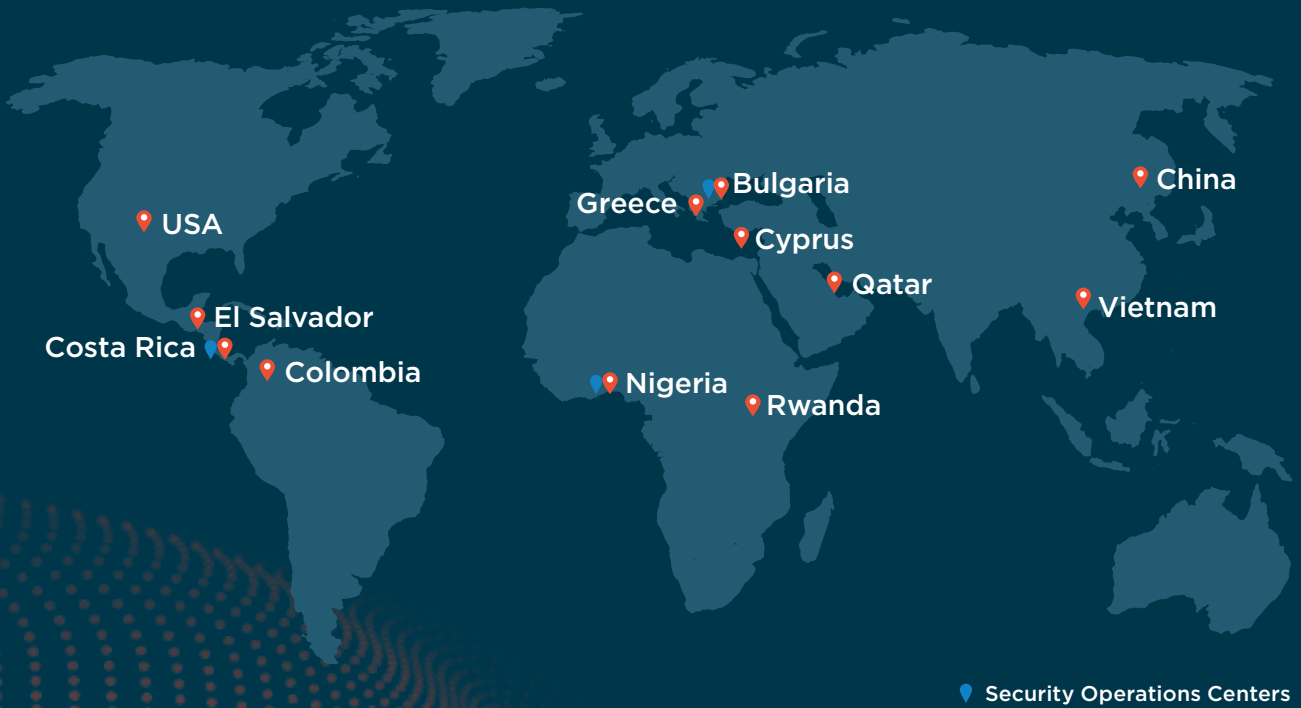 Bulgaria
China
Greece
USA
Cyprus
Qatar
Vietnam
El Salvador
Costa Rica
Colombia
Nigeria
Rwanda
Security Operations Centers